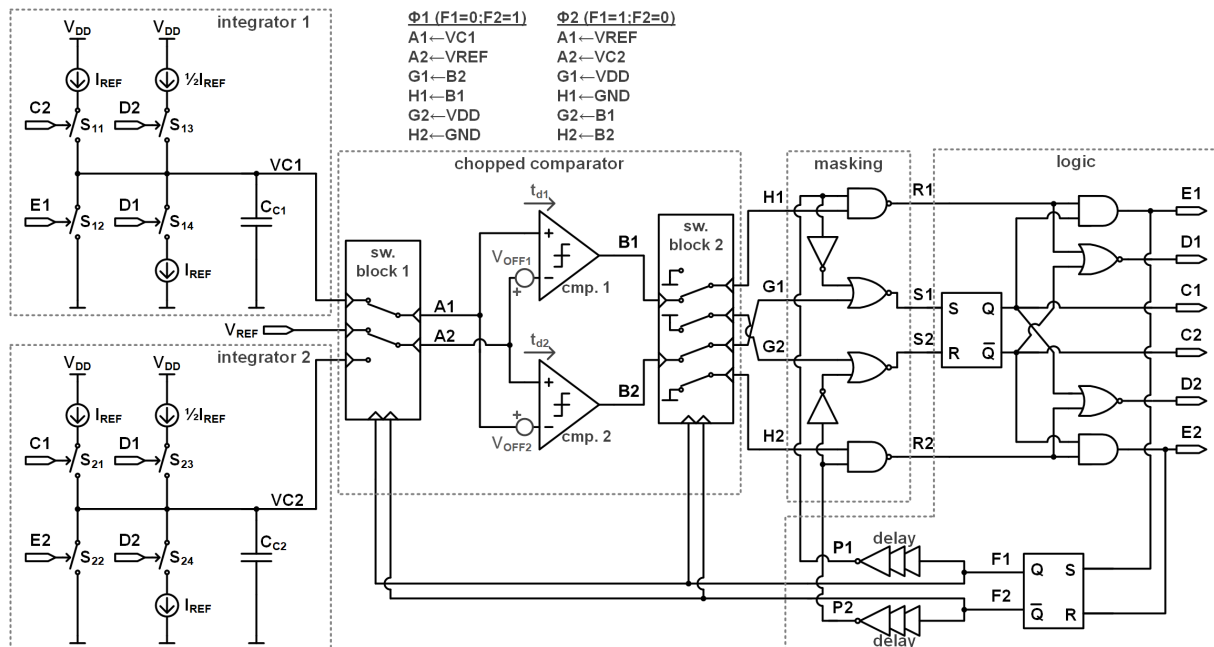 integrator 1
VDD
VDD
IREF
½IREF
C2
S11
D2
S13
VC1
E1
S12
D1
S14
CC1
IREF
Φ1 (F1=0;F2=1)
A1←VC1
A2←VREF
G1←B2
H1←B1
G2←VDD
H2←GND
Φ2 (F1=1;F2=0)
A1←VREF
A2←VC2
G1←VDD
H1←GND
G2←B1
H2←B2
chopped comparator
masking
logic
VREF
sw.
block 1
A1
A2
td1
VOFF1
+
+
−
cmp. 1
B1
td2
VOFF2
+
+
−
cmp. 2
B2
sw.
block 2
H1
G1
G2
H2
R1
S1
S2
R2
S
Q
R
Q
E1
D1
C1
C2
D2
E2
integrator 2
VDD
VDD
IREF
½IREF
C1
S21
D1
S23
VC2
E2
S22
D2
S24
CC2
IREF
P1
delay
F1
P2
delay
F2
Q
S
Q
R